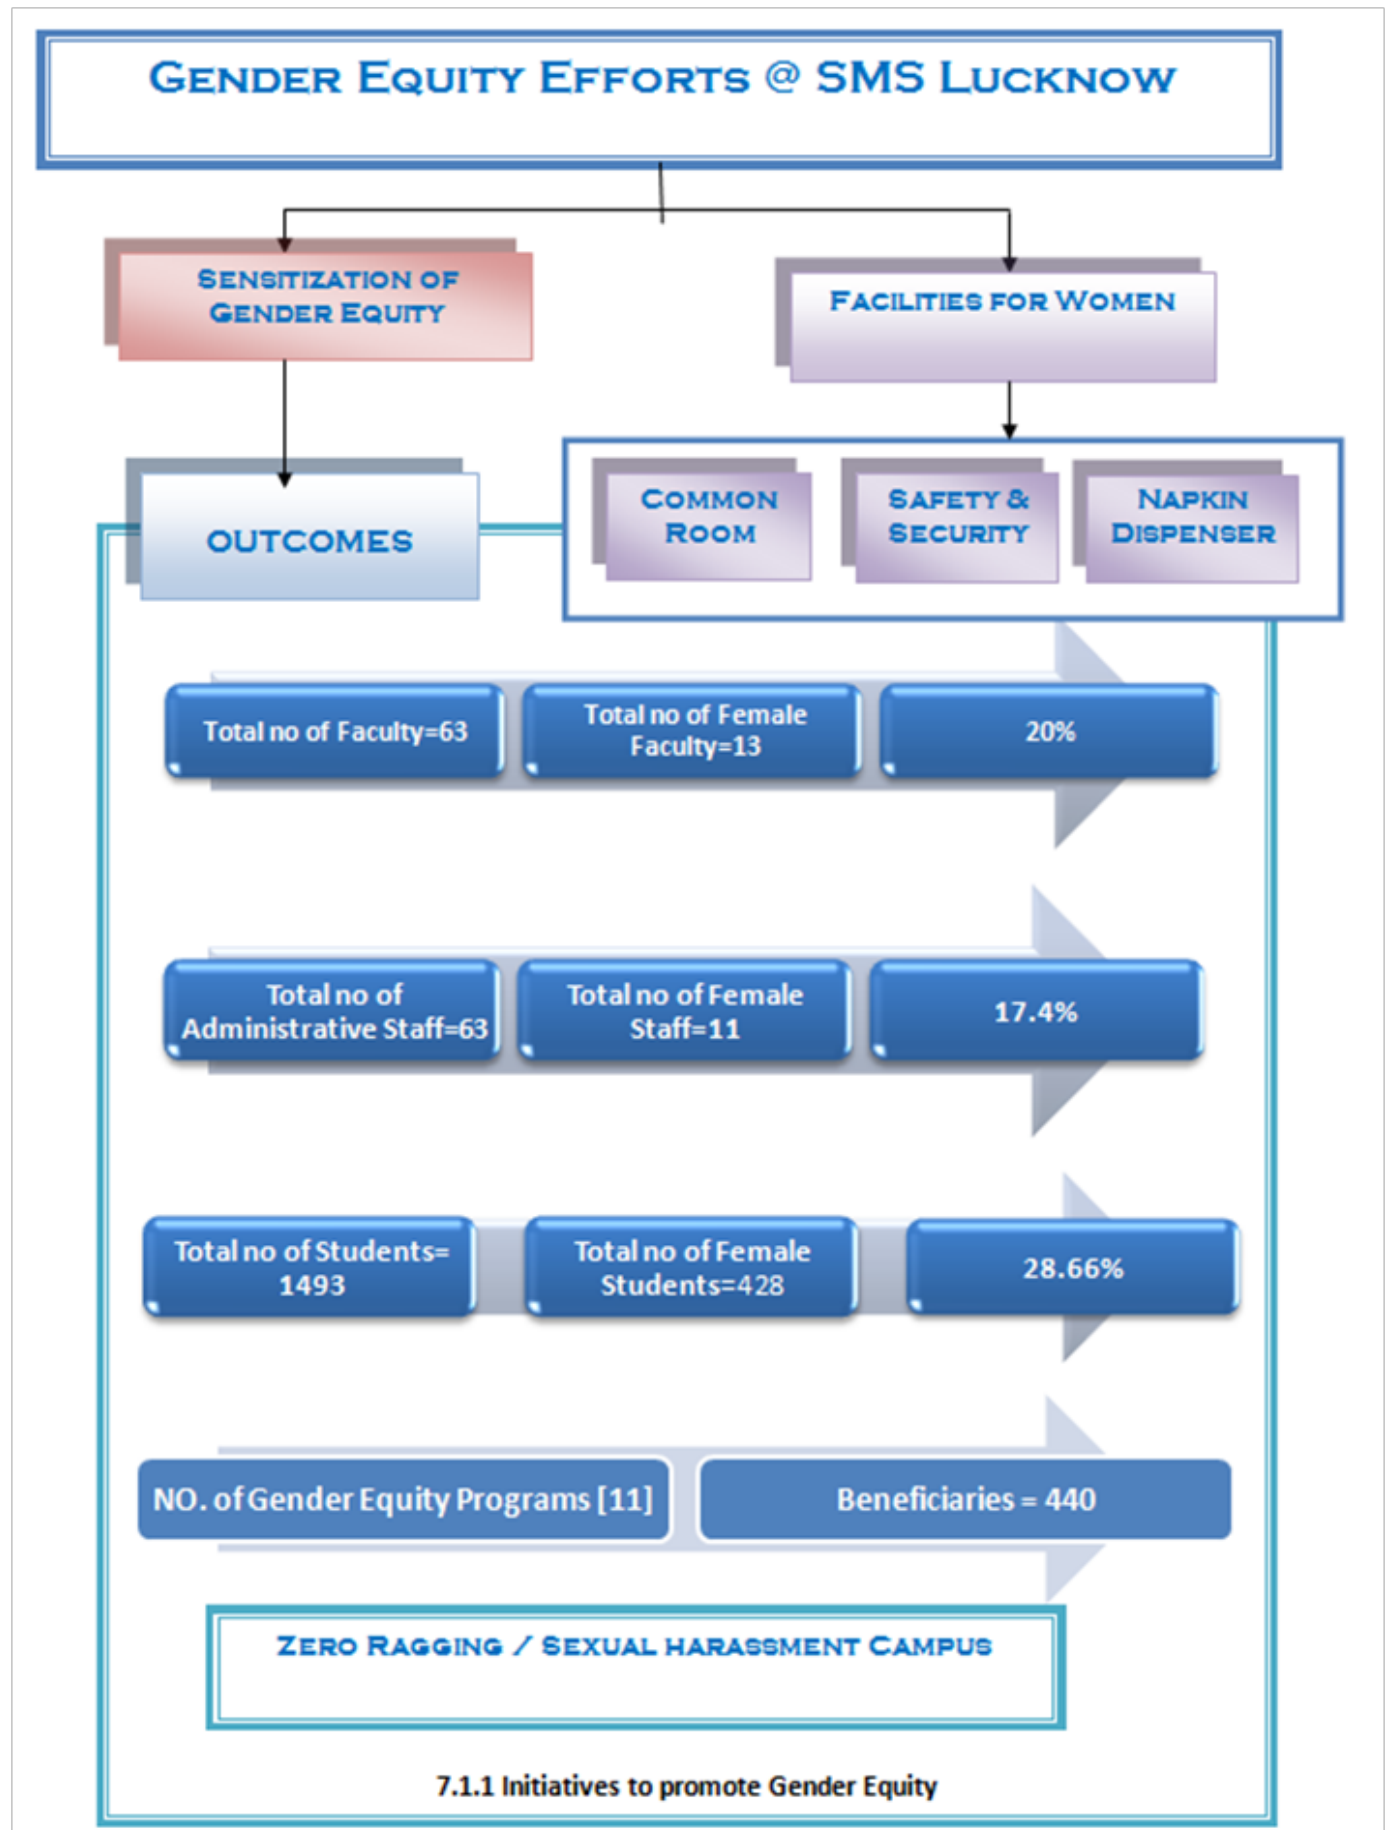 GENDER EQUITY EFFORTS @ SMS LUCKNOW
SENSITIZATION OF
GENDER EQUITY
FACILITIES FOR WOMEN
OUTCOMES
COMMON
ROOM
SAFETY &
SECURITY
NAPKIN
DISPENSER
Total no of Faculty=63
Total no of Female
Faculty=13
20%
Total no of
Administrative Staff=63
Total no of Female
Staff=11
17.4%
Total no of Students=
1493
Total no of Female
Students=428
28.66%
NO. of Gender Equity Programs [11]
Beneficiaries = 440
ZERO RAGGING / SEXUAL HARASSMENT CAMPUS
7.1.1 Initiatives to promote Gender Equity